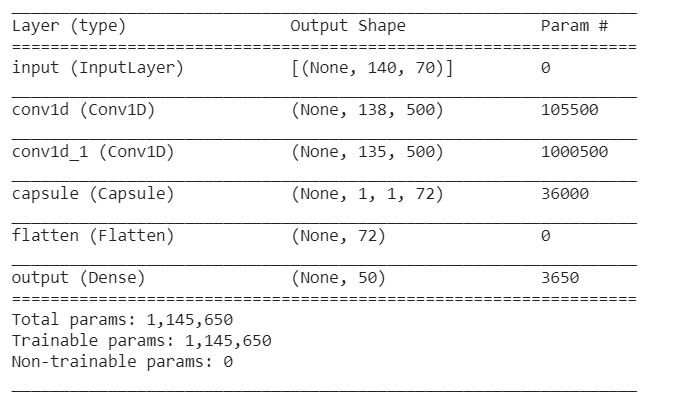 Layer (type) Output Shape Param #
input (InputLayer) [(None, 140, 70)] 0
conv1d (Conv1D) (None, 138, 500) 105500
conv1d_1 (Conv1D) (None, 135, 500) 1000500
capsule (Capsule) (None, 1, 1, 72) 36000
flatten (Flatten) (None, 72) 0
output (Dense) (None, 50) 3650
Total params: 1,145,650
Trainable params: 1,145,650
Non-trainable params: 0